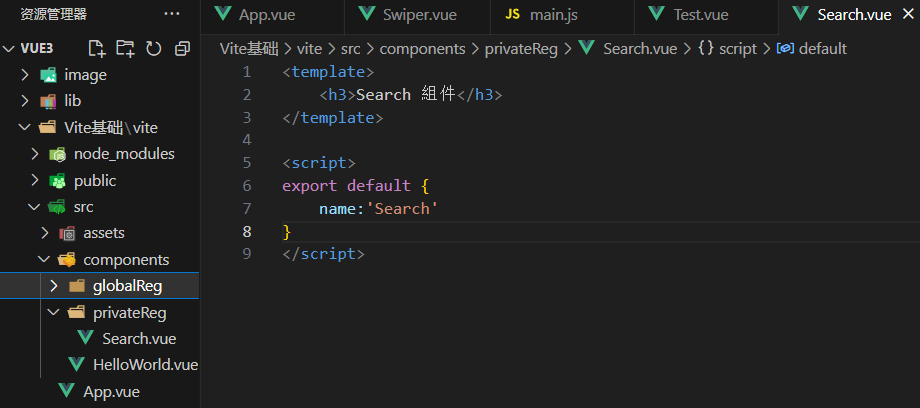 资源管理器 ···
VUE3
image
lib
Vite基础\vite
node_modules
public
src
assets
components
globalReg
privateReg
Search.vue
HelloWorld.vue
App.vue
App.vue Swiper.vue JS main.js Test.vue Search.vue ×
Vite基础 > vite > src > components > privateReg > Search.vue > {} script > default
1 <template>
2 <h3>Search 組件</h3>
3 </template>
4
5 <script>
6 export default {
7 name:'Search'
8 }
9 </script>